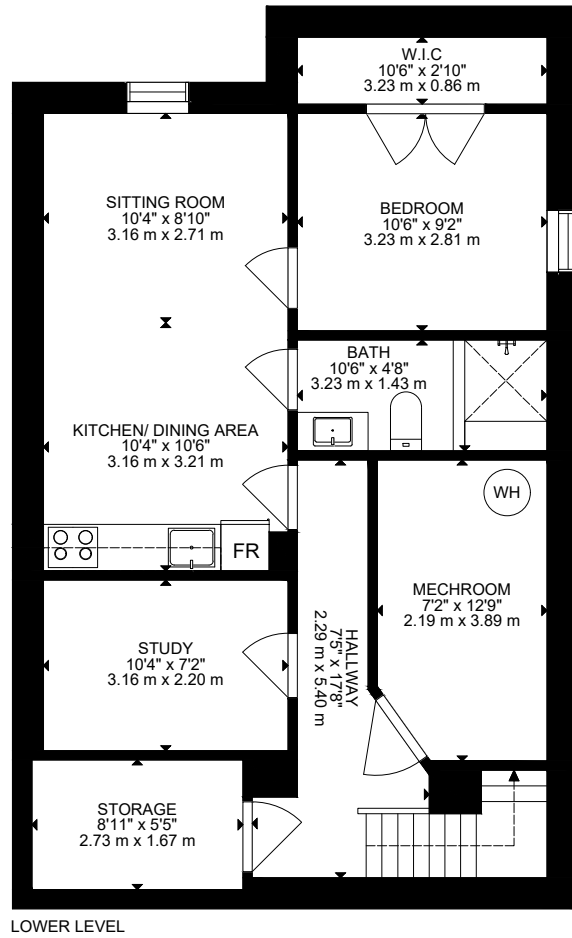 W.I.C
10'6" x 2'10"
3.23 m x 0.86 m
SITTING ROOM
10'4" x 8'10"
3.16 m x 2.71 m
BEDROOM
10'6" x 9'2"
3.23 m x 2.81 m
BATH
10'6" x 4'8"
3.23 m x 1.43 m
KITCHEN/ DINING AREA
10'4" x 10'6"
3.16 m x 3.21 m
WH
FR
MECHROOM
7'2" x 12'9"
2.19 m x 3.89 m
HALLWAY
7'5" x 17'8"
2.29 m x 5.40 m
STUDY
10'4" x 7'2"
3.16 m x 2.20 m
STORAGE
8'11" x 5'5"
2.73 m x 1.67 m
LOWER LEVEL